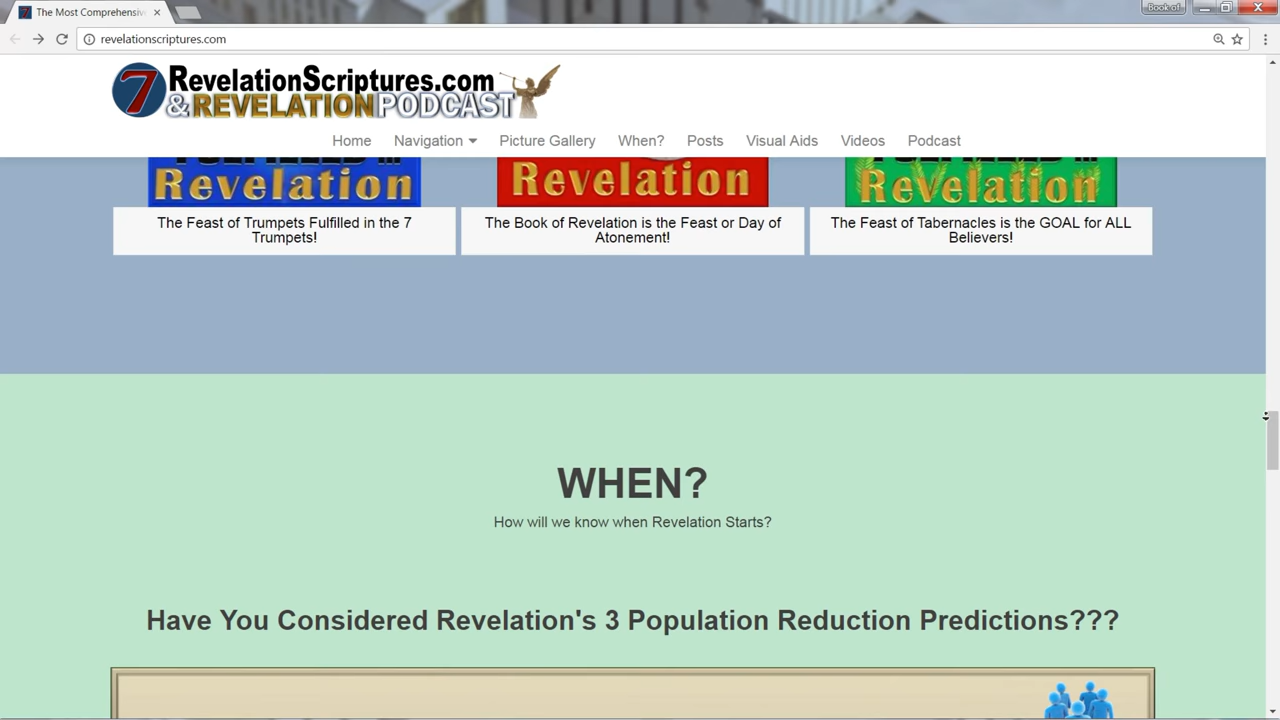 The Most Comprehensiv
Book of
revelationscriptures.com
7
RevelationScriptures.com
& REVELATION PODCAST
Home Navigation Picture Gallery When? Posts Visual Aids Videos Podcast
Revelation Revelation Revelation
The Feast of Trumpets Fulfilled in the 7
Trumpets!
The Book of Revelation is the Feast or Day of
Atonement!
The Feast of Tabernacles is the GOAL for ALL
Believers!
WHEN?
How will we know when Revelation Starts?
Have You Considered Revelation's 3 Population Reduction Predictions???